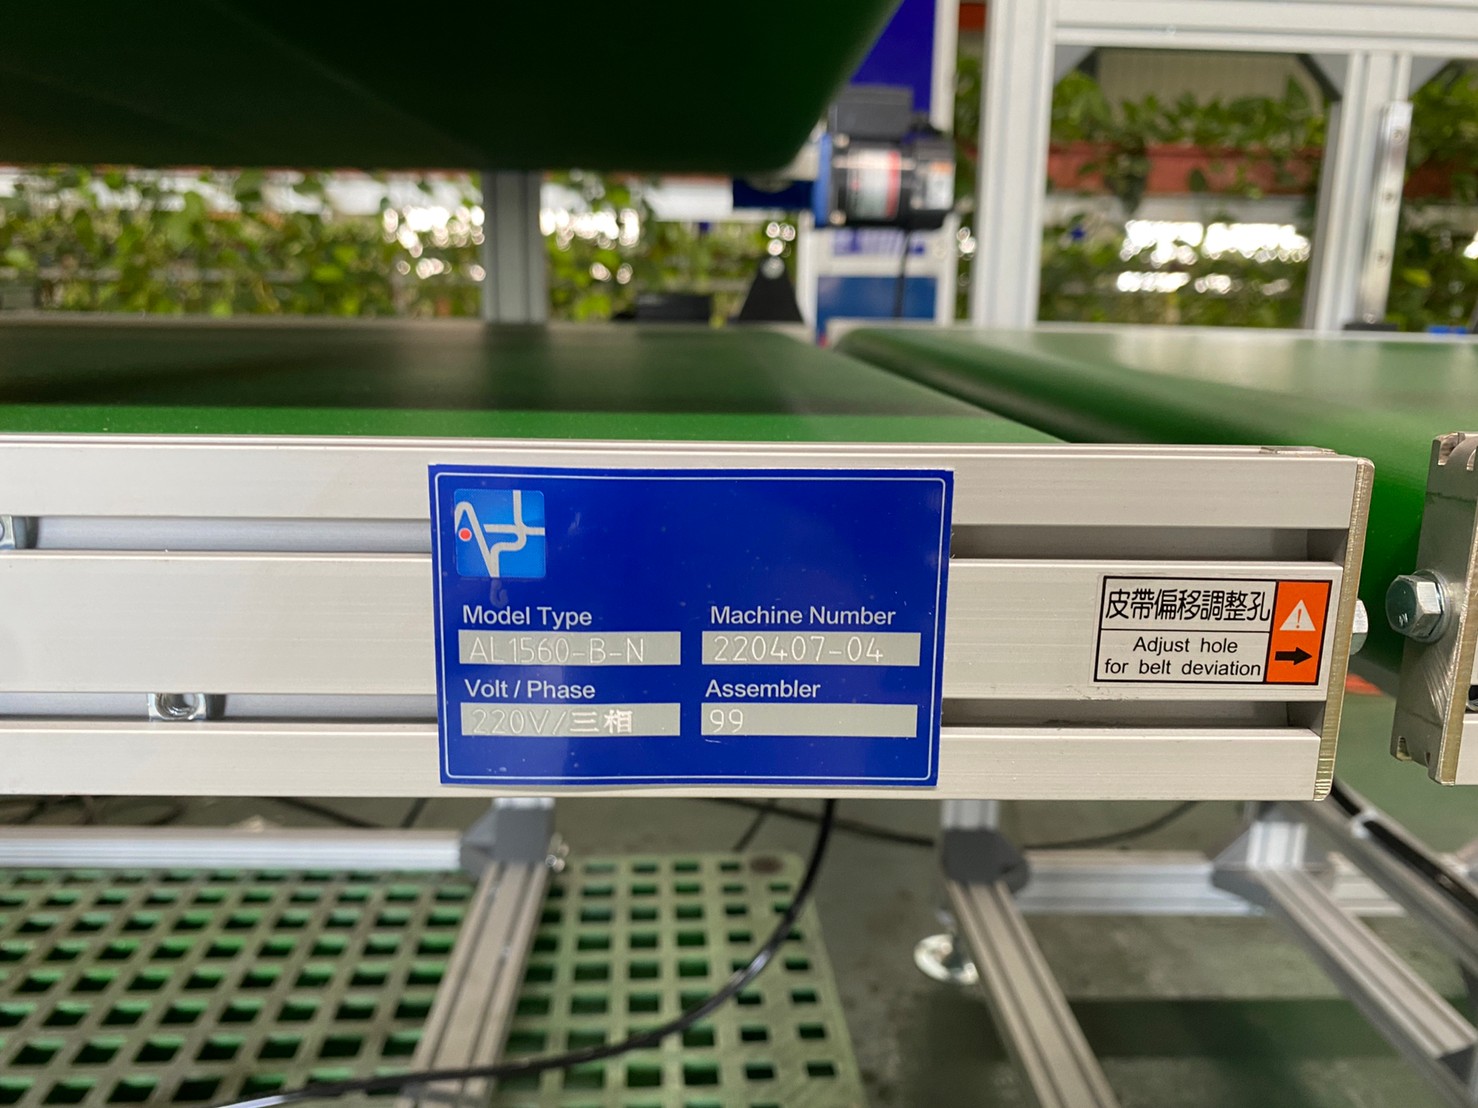 Model Type
AL1560-B-N
Machine Number
220407-04
Volt / Phase
220V/三相
Assembler
99
皮帶偏移調整孔
Adjust hole
for belt deviation